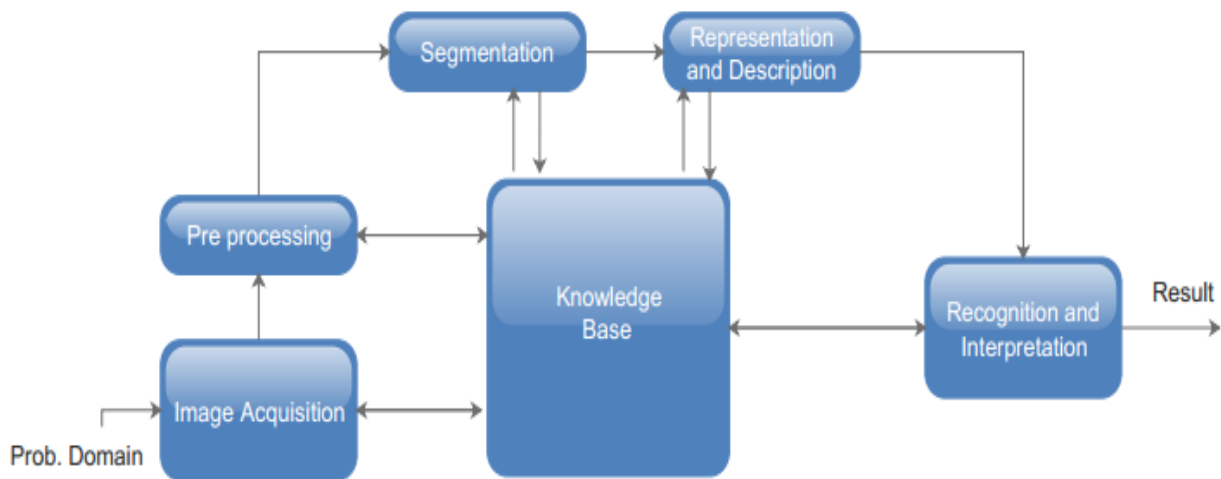 Segmentation
Representation
and Description
Pre processing
Knowledge
Base
Recognition and
Interpretation
Result
Image Acquisition
Prob. Domain